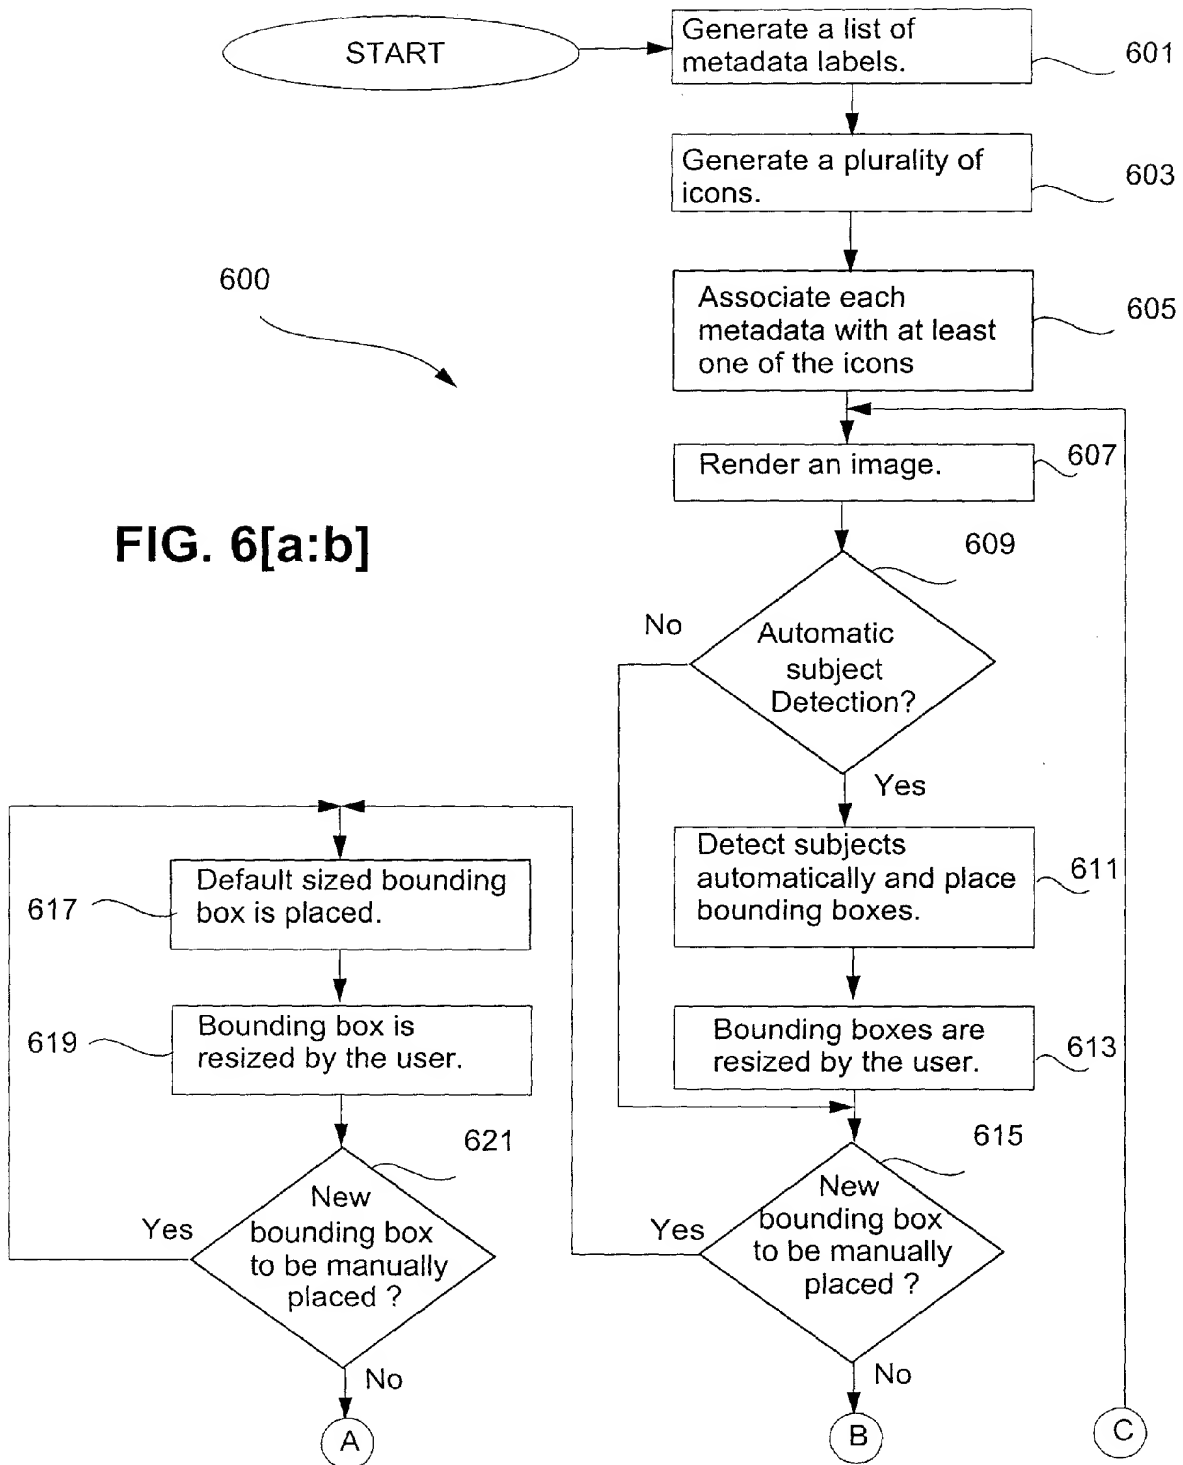 START
Generate a list of
metadata labels.
601
Generate a plurality of
icons.
603
600
Associate each
metadata with at least
one of the icons
605
Render an image.
607
FIG. 6[a:b]
609
No
Automatic
subject
Detection?
Yes
Detect subjects
automatically and place
bounding boxes.
611
Default sized bounding
box is placed.
617
Bounding box is
resized by the user.
619
Bounding boxes are
resized by the user.
613
621
New
bounding box
to be manually
placed ?
Yes
No
615
New
bounding box
to be manually
placed ?
Yes
No
A
B
C